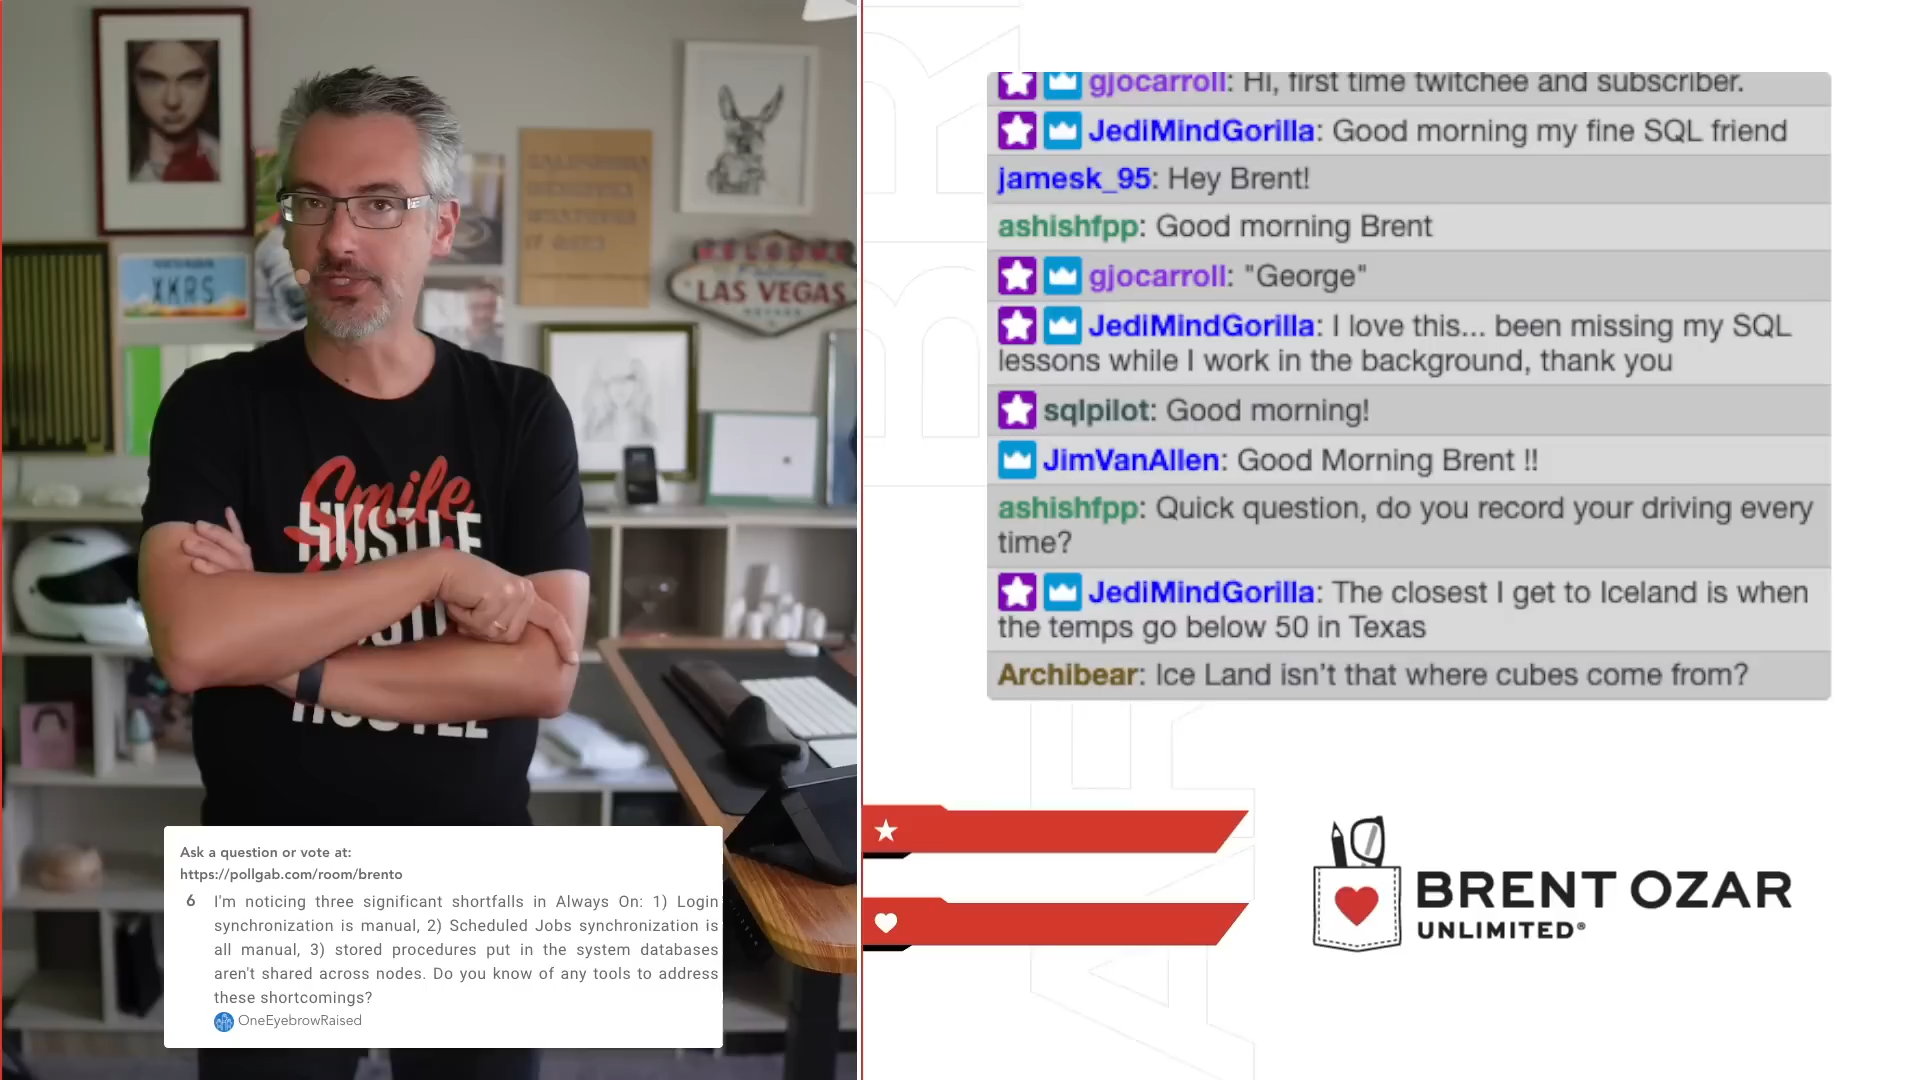 XKRS
WELCOME
Fabulous
LAS VEGAS
NEVADA
Smile
HUSTLE
HUSTLE
Ask a question or vote at:
https://pollgab.com/room/brento
6
I'm noticing three significant shortfalls in Always On: 1) Login
synchronization is manual, 2) Scheduled Jobs synchronization is
all manual, 3) stored procedures put in the system databases
aren't shared across nodes. Do you know of any tools to address
these shortcomings?
OneEyebrowRaised
gjocarroll: Hi, first time twitchee and subscriber.
JediMindGorilla: Good morning my fine SQL friend
jamesk_95: Hey Brent!
ashishfpp: Good morning Brent
gjocarroll: "George"
JediMindGorilla: I love this... been missing my SQL
lessons while I work in the background, thank you
sqlpilot: Good morning!
JimVanAllen: Good Morning Brent !!
ashishfpp: Quick question, do you record your driving every
time?
JediMindGorilla: The closest I get to Iceland is when
the temps go below 50 in Texas
Archibear: Ice Land isn't that where cubes come from?
BRENT OZAR
UNLIMITED®